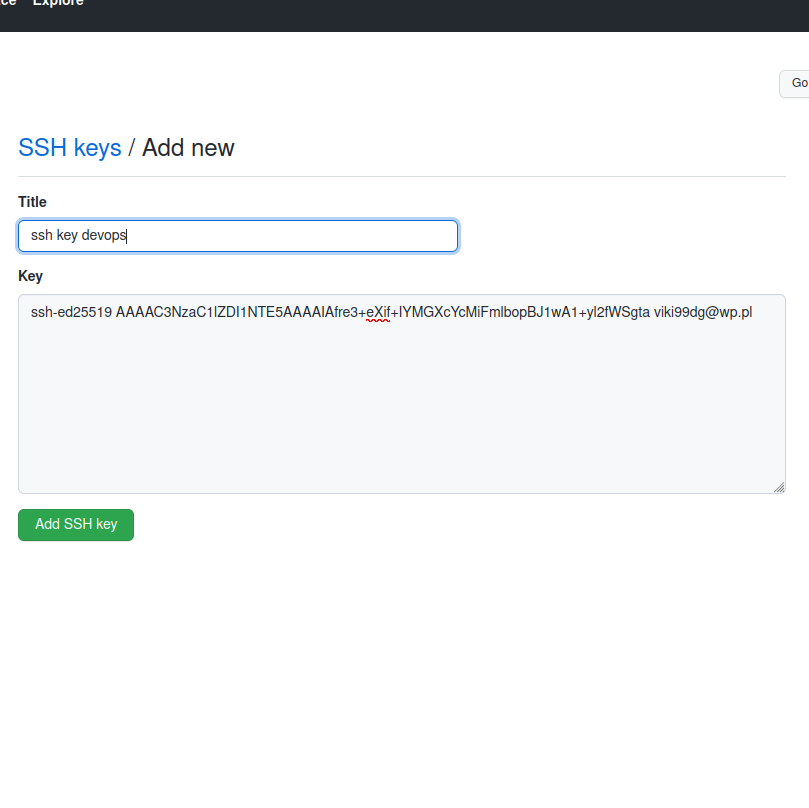 Explore
Go
SSH keys / Add new
Title
ssh key devops
Key
ssh-ed25519 AAAAC3NzaC1lZDI1NTE5AAAAIAfre3+eXif+IYMGXcYcMiFmlbopBJ1wA1+yl2fWSgta viki99dg@wp.pl
Add SSH key